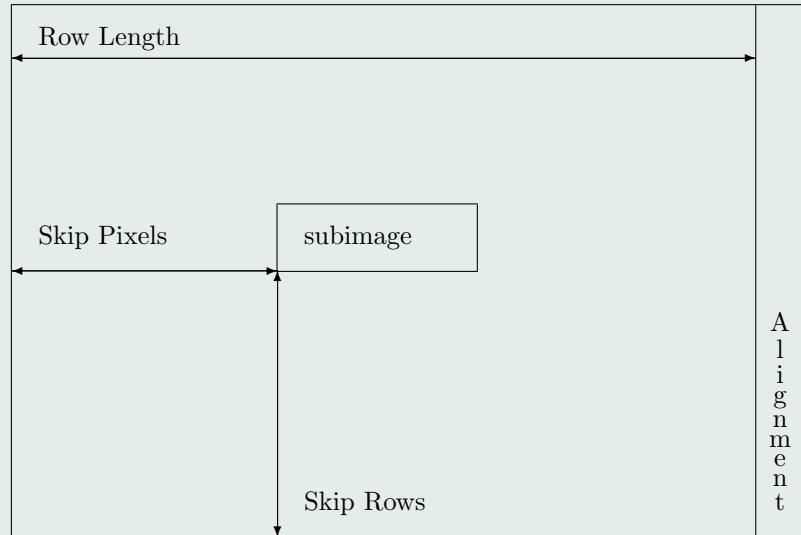 Row Length
Skip Pixels
subimage
Alignment
Skip Rows